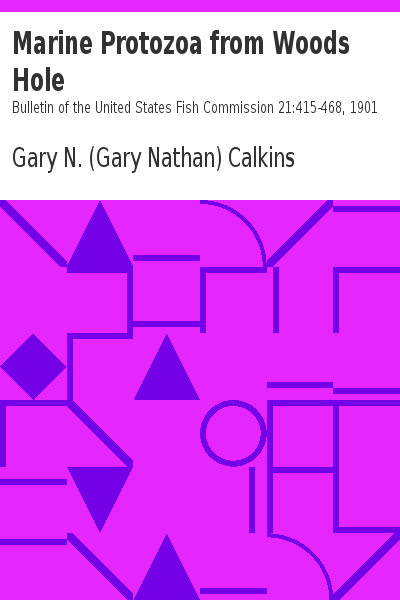 Marine Protozoa from Woods
Hole
Bulletin of the United States Fish Commission 21:415-468, 1901
Gary N. (Gary Nathan) Calkins